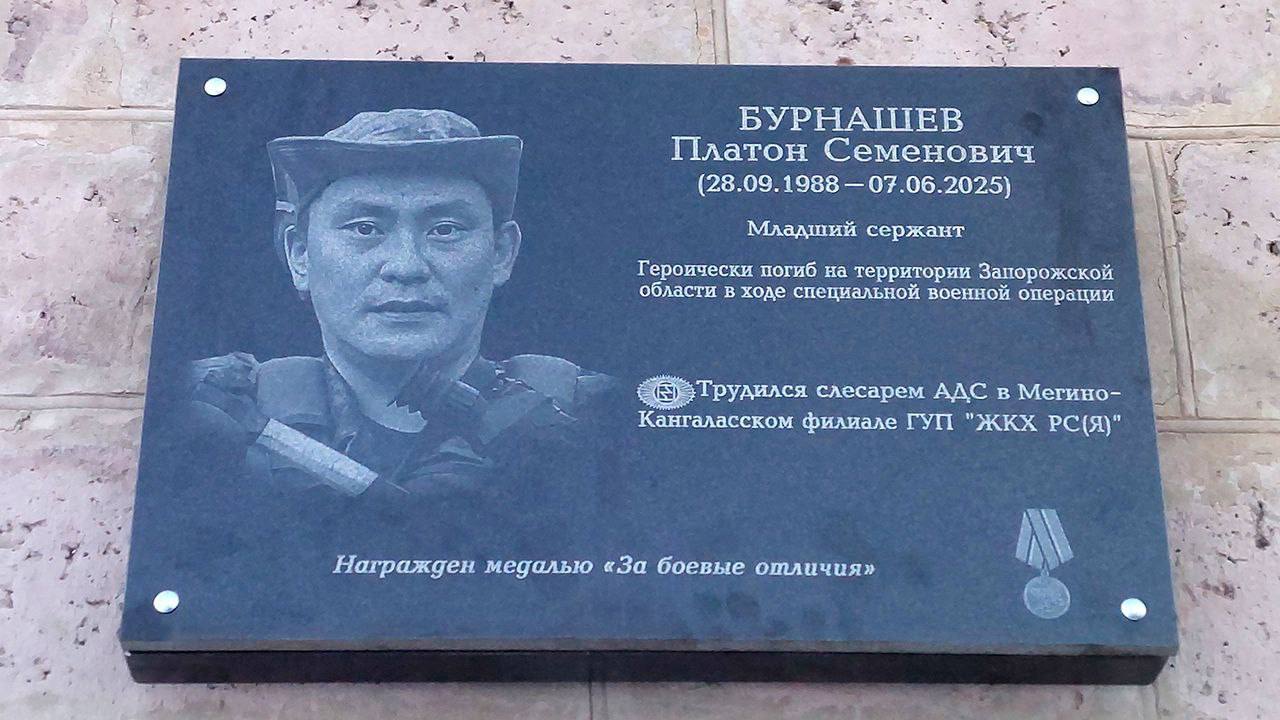 БУРНАШЕВ
Платон Семенович
(28.09.1988 — 07.06.2025)
Младший сержант
Героически погиб на территории Запорожской
области в ходе специальной военной операции
Трудился слесарем АДС в Мегино-
Кангаласском филиале ГУП "ЖКХ РС(Я)"
Награжден медалью «За боевые отличия»